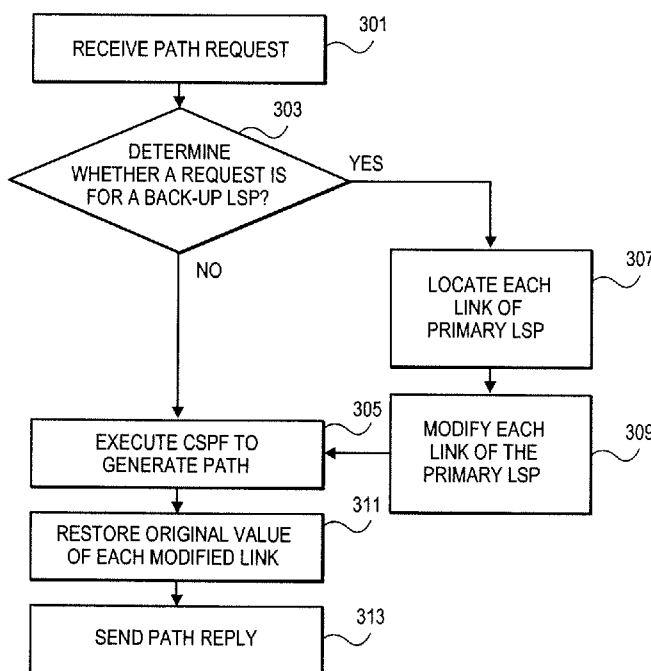 RECEIVE PATH REQUEST
301
303
DETERMINE
WHETHER A REQUEST IS
FOR A BACK-UP LSP?
YES
NO
307
LOCATE EACH
LINK OF
PRIMARY LSP
305
EXECUTE CSPF TO
GENERATE PATH
MODIFY EACH
LINK OF THE
PRIMARY LSP
309
311
RESTORE ORIGINAL VALUE
OF EACH MODIFIED LINK
313
SEND PATH REPLY